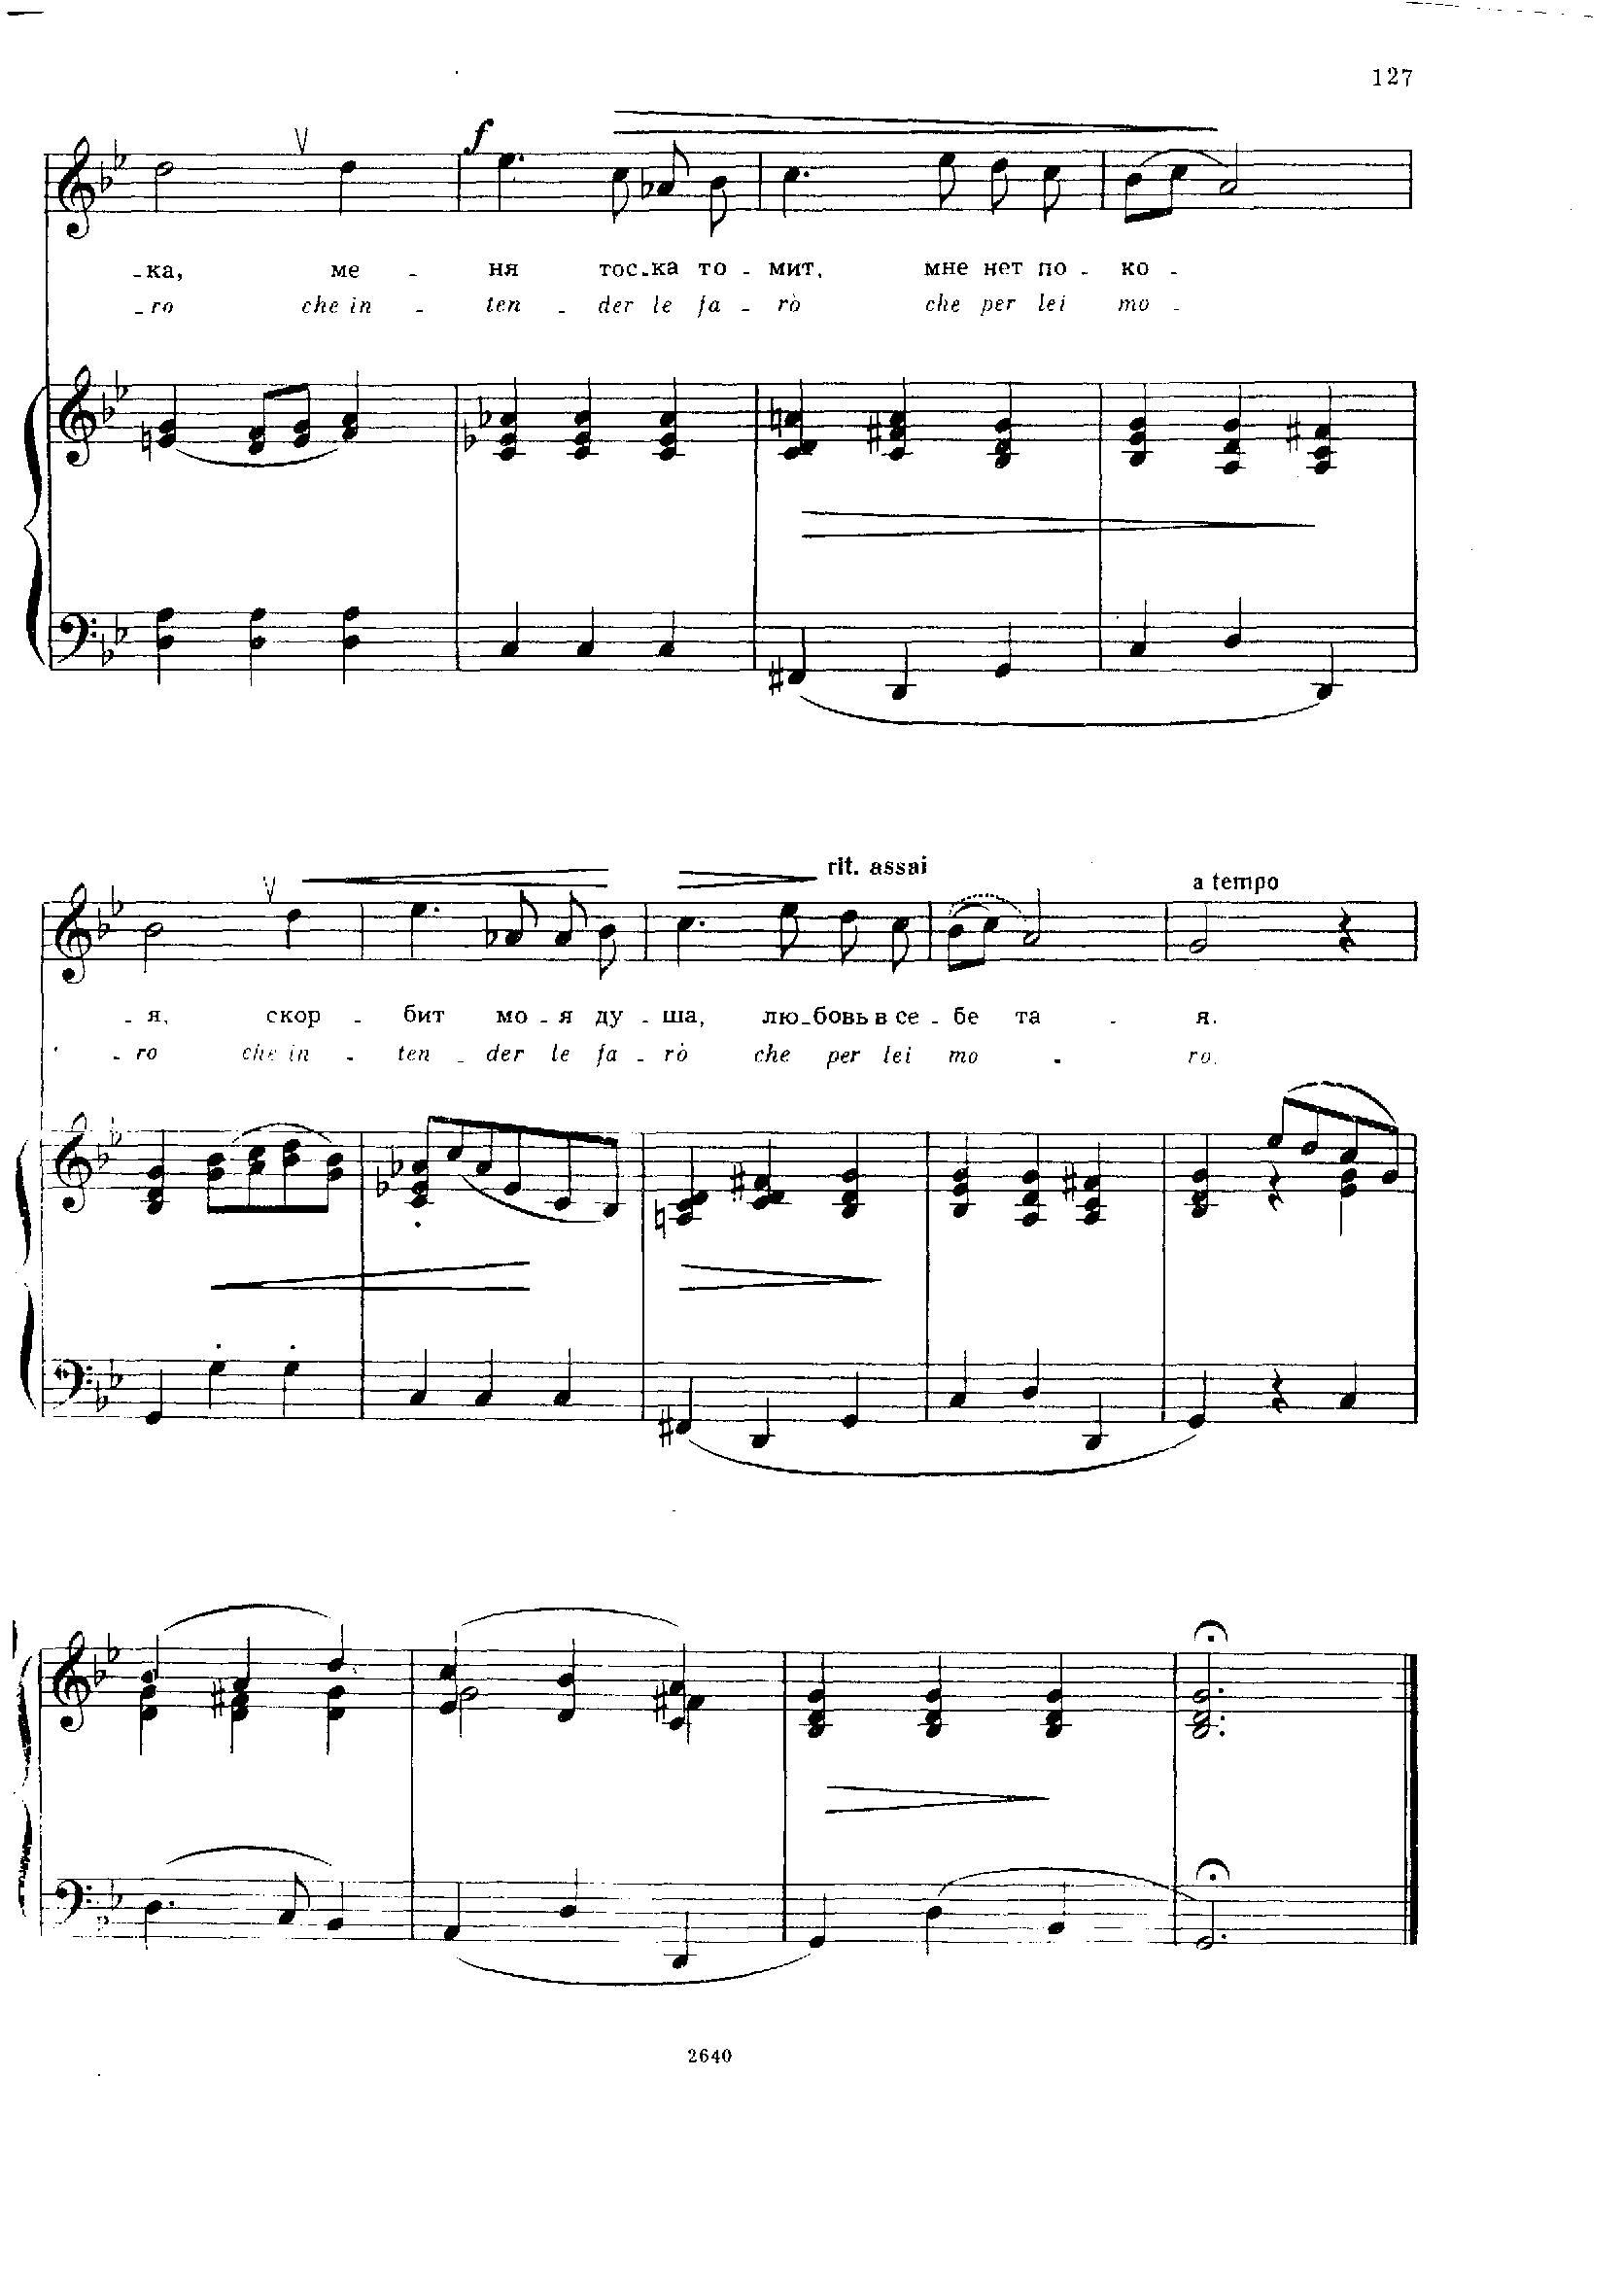 127
f
-ка, ме - ня тос-ка то - мит, мне нет по - ко -
-ro che in - ten - der le fa - rò che per lei mo -
rit. assai a tempo
- я, скор - бит мо - я ду - ша, лю-бовь в се - бе та - я.
- ro che in - ten - der le fa - rò che per lei mo - ro.
2640